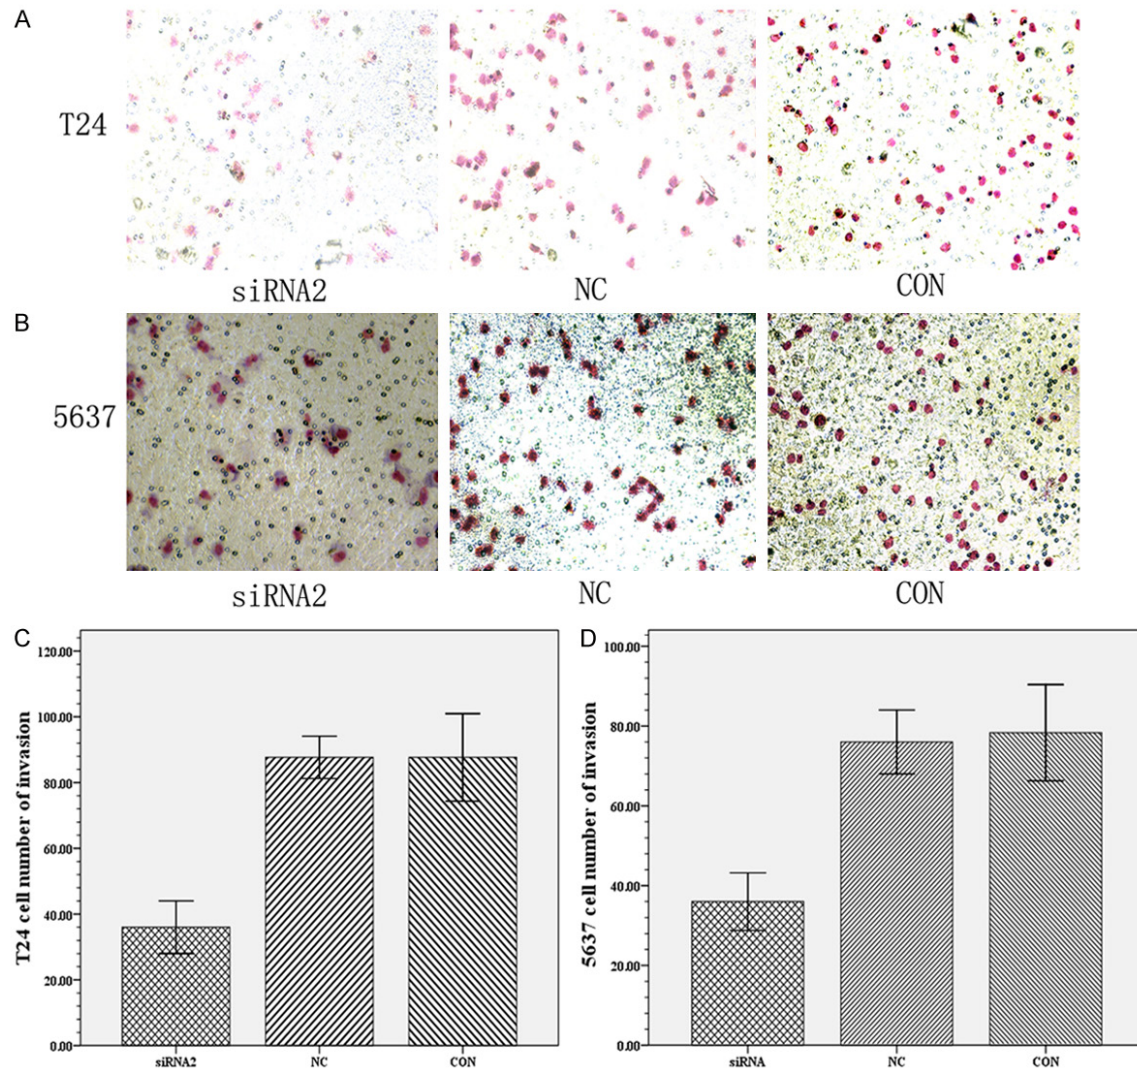 A
T24
siRNA2 NC CON
B
5637
siRNA2 NC CON
C
T24 cell number of invasion
120.00
100.00
80.00
60.00
40.00
20.00
0.00
siRNA2 NC CON
D
5637 cell number of invasion
100.00
80.00
60.00
40.00
20.00
0.00
siRNA NC CON